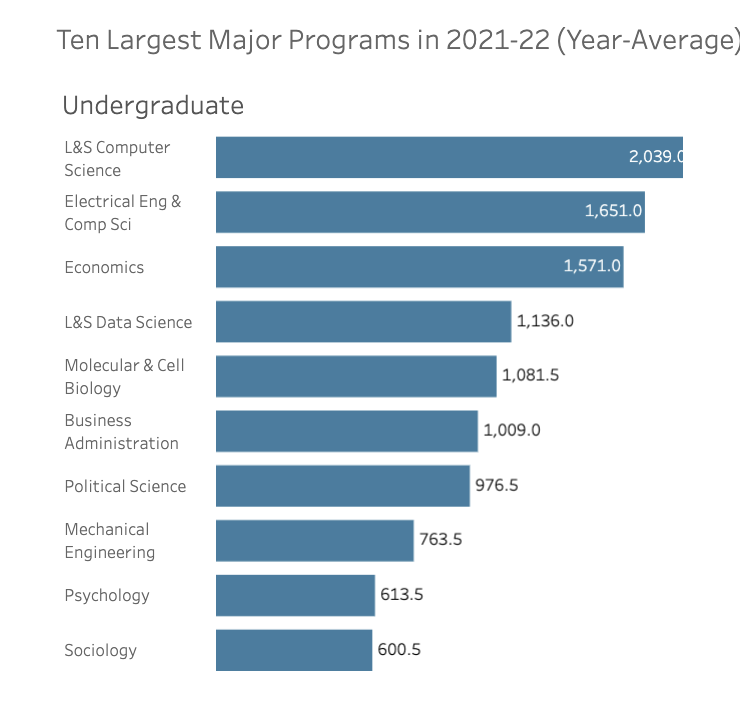 Ten Largest Major Programs in 2021-22 (Year-Average)
Undergraduate
L&S Computer
Science
2,039.0
Electrical Eng &
Comp Sci
1,651.0
Economics
1,571.0
L&S Data Science
1,136.0
Molecular & Cell
Biology
1,081.5
Business
Administration
1,009.0
Political Science
976.5
Mechanical
Engineering
763.5
Psychology
613.5
Sociology
600.5